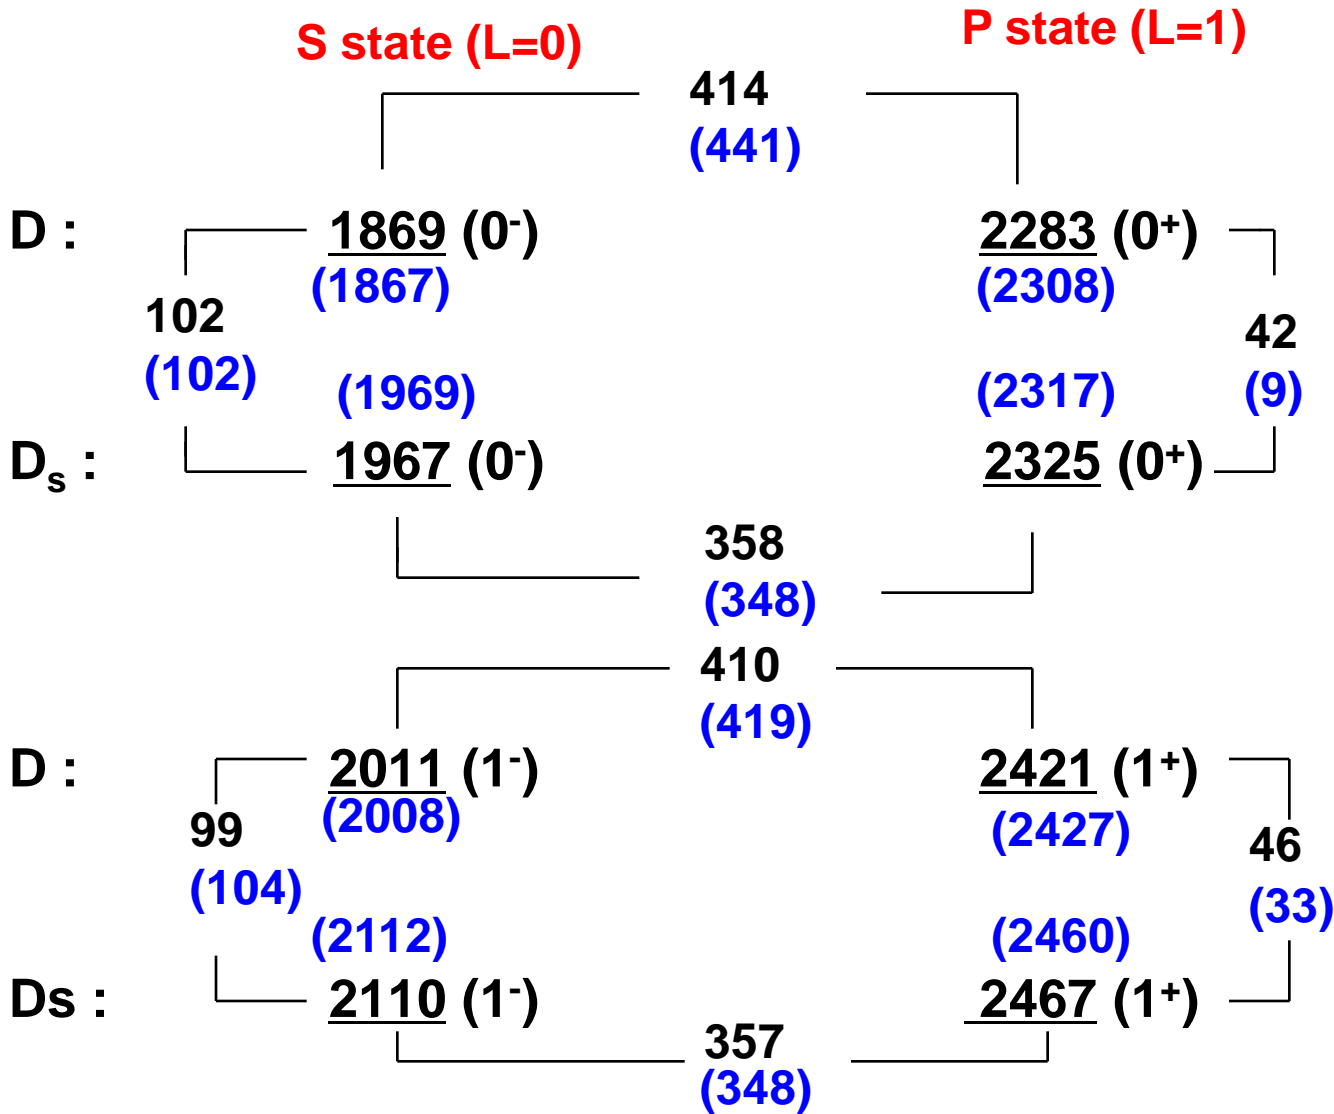 S state (L=0) P state (L=1)
414
(441)
D : 1869 (0-) 2283 (0+)
(1867) (2308)
102 42
(102) (1969) (2317) (9)
Ds : 1967 (0-) 2325 (0+)
358
(348)
410
(419)
D : 2011 (1-) 2421 (1+)
(2008) (2427)
99 46
(104) (33)
(2112) (2460)
Ds : 2110 (1-) 2467 (1+)
357
(348)